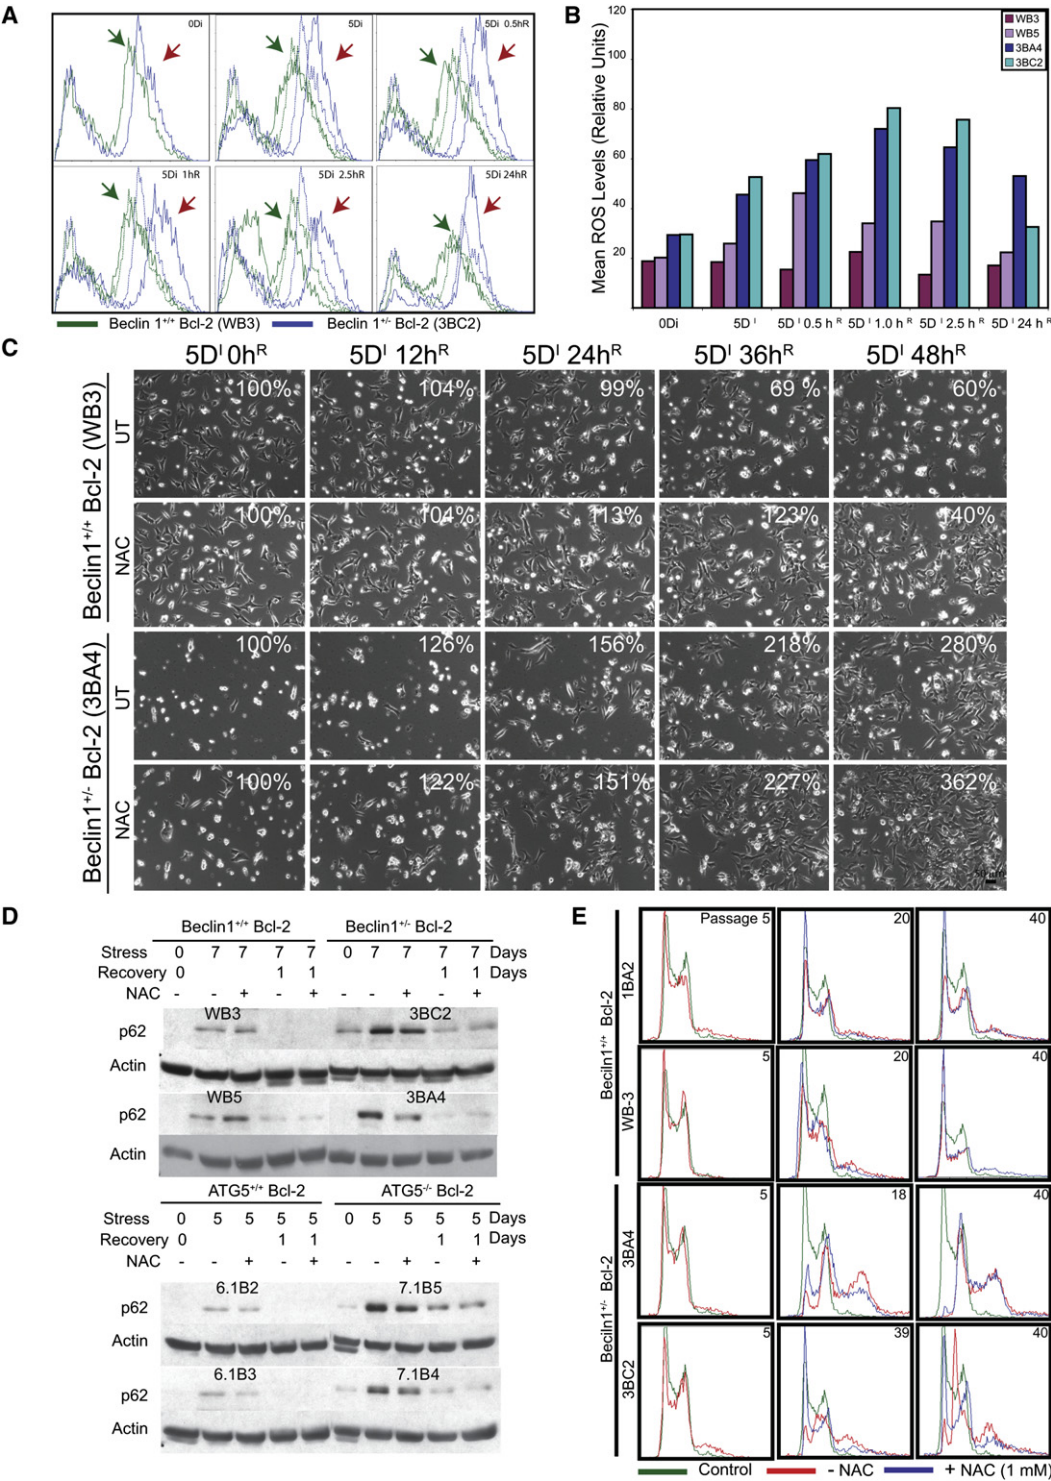 A
0Di
5Di
5Di 0.5hR
5Di 1hR
5Di 2.5hR
5Di 24hR
Beclin 1+/+ Bcl-2 (WB3)
Beclin 1+/- Bcl-2 (3BC2)
B
Mean ROS Levels (Relative Units)
120
100
80
60
40
20
WB3
WB5
3BA4
3BC2
0Di
5D I
5D I 0.5 h R
5D I 1.0 h R
5D I 2.5 h R
5D I 24 h R
C
5DI 0hR
5DI 12hR
5DI 24hR
5DI 36hR
5DI 48hR
Beclin1+/+ Bcl-2 (WB3)
UT
100%
104%
99%
69 %
60%
NAC
100%
104%
113%
123%
140%
Beclin1+/- Bcl-2 (3BA4)
UT
100%
126%
156%
218%
280%
NAC
100%
122%
151%
227%
362%
D
Beclin1+/+ Bcl-2
Beclin1+/- Bcl-2
Stress 0 7 7 7 7 0 7 7 7 7 Days
Recovery 0 1 1 1 1 Days
NAC - - + - + - - + - +
WB3
3BC2
p62
Actin
WB5
3BA4
p62
Actin
ATG5+/+ Bcl-2
ATG5-/- Bcl-2
Stress 0 5 5 5 5 0 5 5 5 5 Days
Recovery 0 1 1 1 1 Days
NAC - - + - + - - + - +
6.1B2
7.1B5
p62
Actin
6.1B3
7.1B4
p62
Actin
E
Beclin1+/+ Bcl-2
1BA2
Passage 5
20
40
WB-3
5
20
40
Beclin1+/- Bcl-2
3BA4
5
18
40
3BC2
5
39
40
Control
- NAC
+ NAC (1 mM)